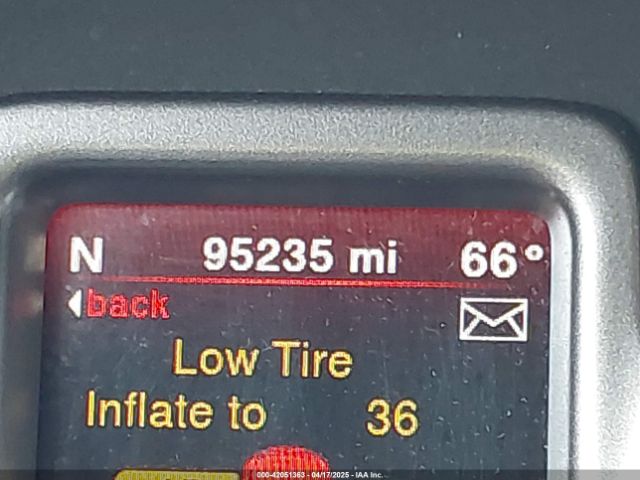 N 95235 mi 66°
back
Low Tire
Inflate to 36
000-42051363 - 04/17/2025 - IAA Inc.